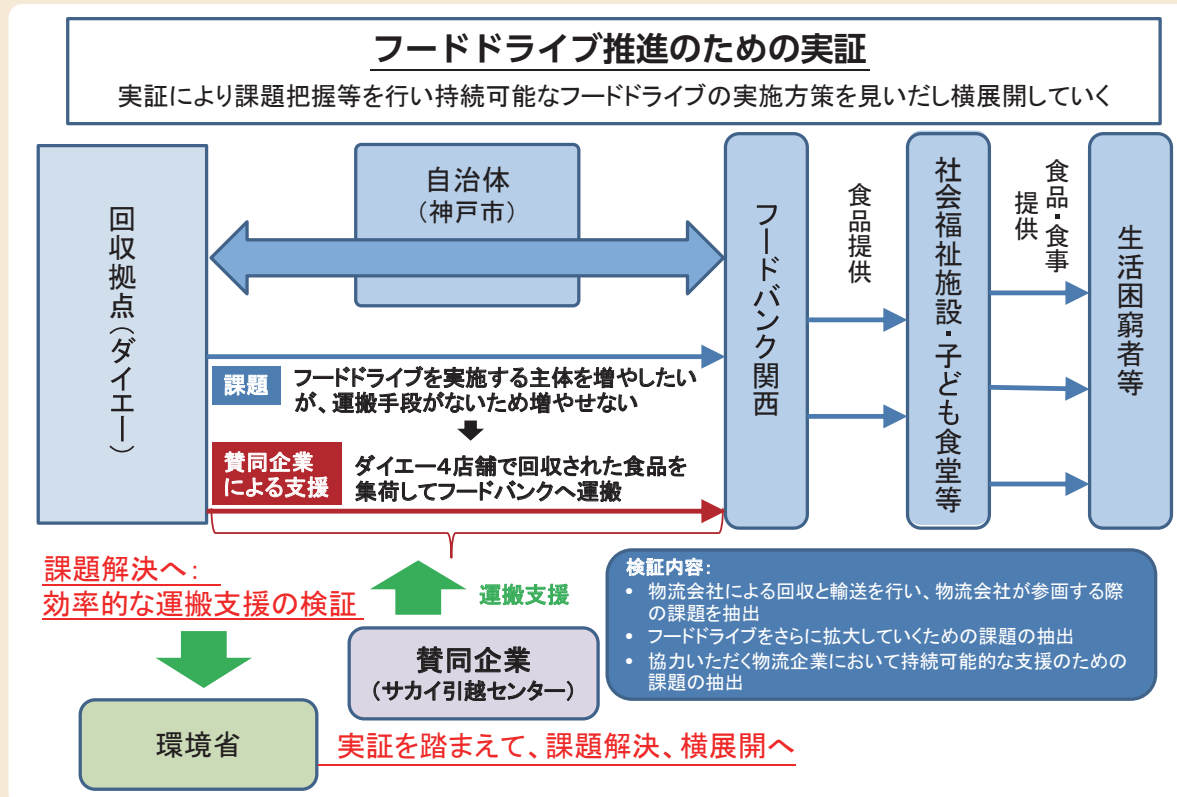 フードドライブ推進のための実証
実証により課題把握等を行い持続可能なフードドライブの実施方策を見いだし横展開していく
回収拠点(ダイエー)
自治体
(神戸市)
フードバンク関西
食品提供
社会福祉施設・子ども食堂等
食品・食事
提供
生活困窮者等
課題
フードドライブを実施する主体を増やしたい
が、運搬手段がないため増やせない
賛同企業
による支援
ダイエー4店舗で回収された食品を
集荷してフードバンクへ運搬
課題解決へ:
効率的な運搬支援の検証
運搬支援
賛同企業
(サカイ引越センター)
検証内容:
• 物流会社による回収と輸送を行い、物流会社が参画する際
の課題を抽出
• フードドライブをさらに拡大していくための課題の抽出
• 協力いただく物流企業において持続可能的な支援のための
課題の抽出
環境省
実証を踏まえて、課題解決、横展開へ